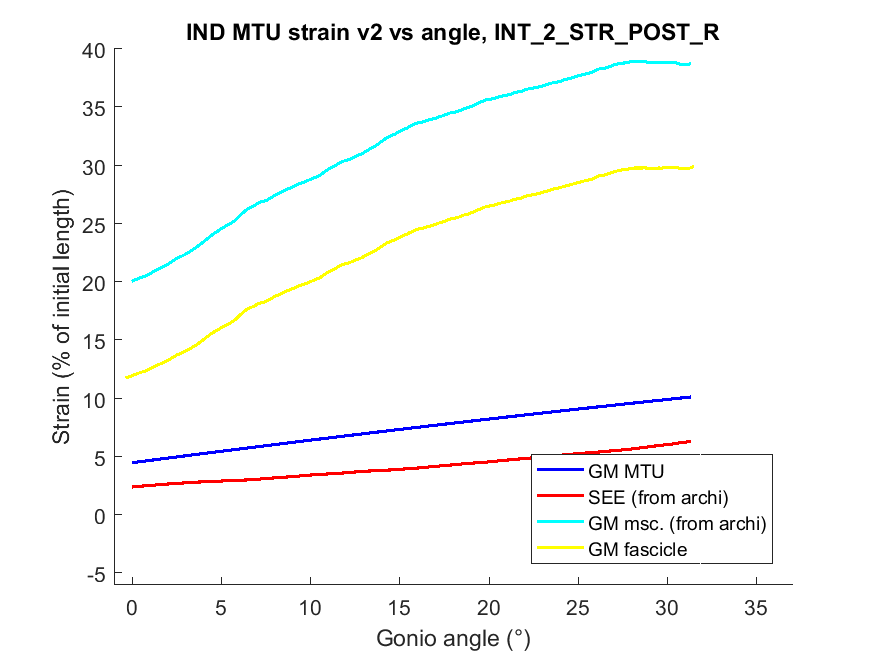 IND MTU strain v2 vs angle, INT_2_STR_POST_R
40
35
30
25
20
15
10
5
0
-5
Strain (% of initial length)
GM MTU
SEE (from archi)
GM msc. (from archi)
GM fascicle
0 5 10 15 20 25 30 35
Gonio angle (°)